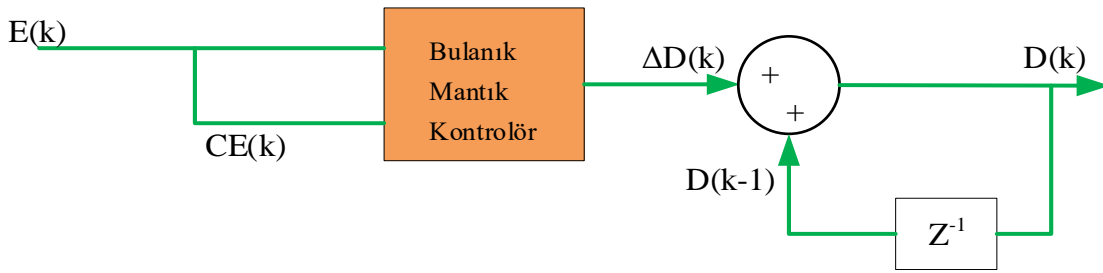 E(k)
CE(k)
Bulanık
Mantık
Kontrolör
ΔD(k)
+
+
D(k)
D(k-1)
Z⁻¹